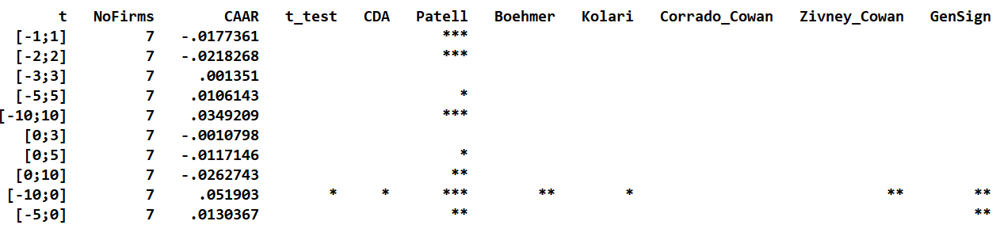 t NoFirms CAAR t_test CDA Patell Boehmer Kolari Corrado_Cowan Zivney_Cowan GenSign
[-1;1] 7 -.0177361 ***
[-2;2] 7 -.0218268 ***
[-3;3] 7 .001351
[-5;5] 7 .0106143 *
[-10;10] 7 .0349209 ***
[0;3] 7 -.0010798
[0;5] 7 -.0117146 *
[0;10] 7 -.0262743 **
[-10;0] 7 .051903 * * *** ** * ** **
[-5;0] 7 .0130367 ** **